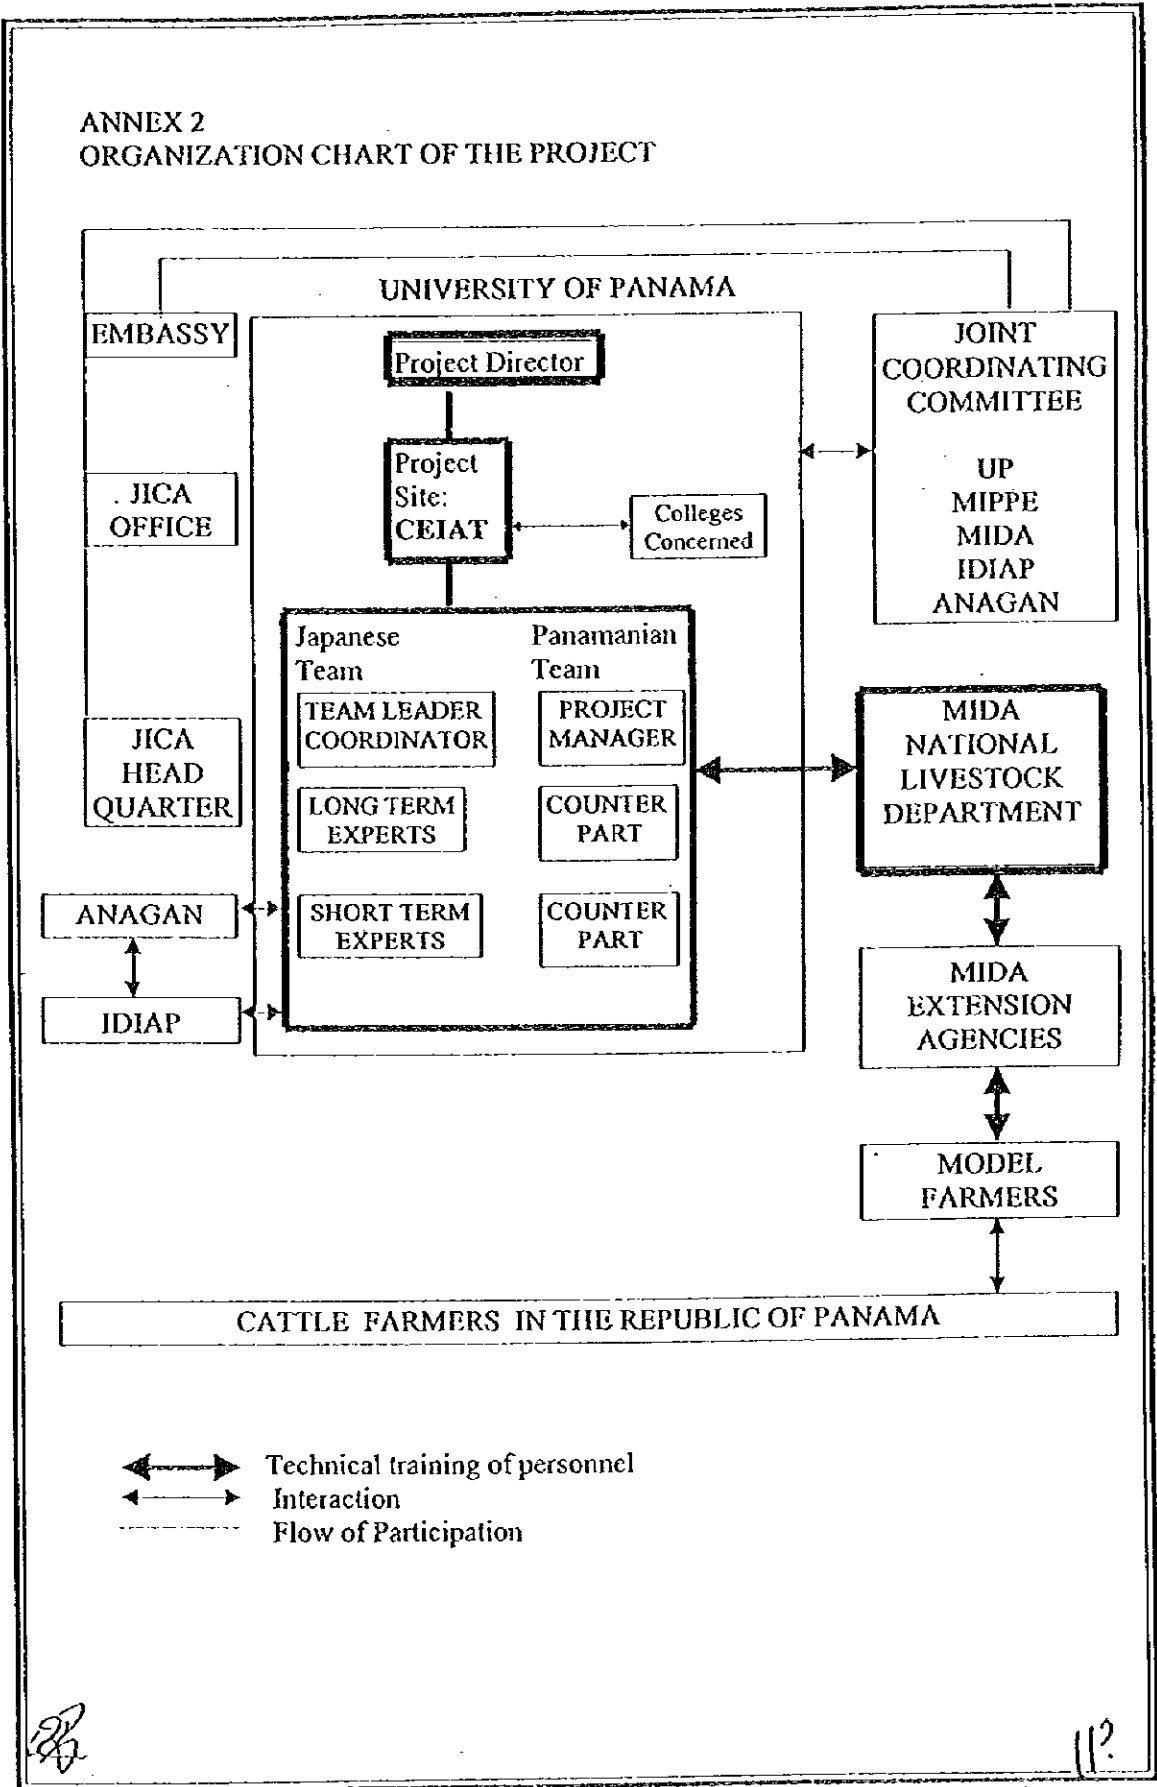 ANNEX 2
ORGANIZATION CHART OF THE PROJECT
UNIVERSITY OF PANAMA
EMBASSY
JICA
OFFICE
JICA
HEAD
QUARTER
ANAGAN
IDIAP
Project Director
Project
Site:
CEIAT
Colleges
Concerned
Japanese
Team
TEAM LEADER
COORDINATOR
LONG TERM
EXPERTS
SHORT TERM
EXPERTS
Panamanian
Team
PROJECT
MANAGER
COUNTER
PART
COUNTER
PART
JOINT
COORDINATING
COMMITTEE
UP
MIPPE
MIDA
IDIAP
ANAGAN
MIDA
NATIONAL
LIVESTOCK
DEPARTMENT
MIDA
EXTENSION
AGENCIES
MODEL
FARMERS
CATTLE FARMERS IN THE REPUBLIC OF PANAMA
Technical training of personnel
Interaction
Flow of Participation